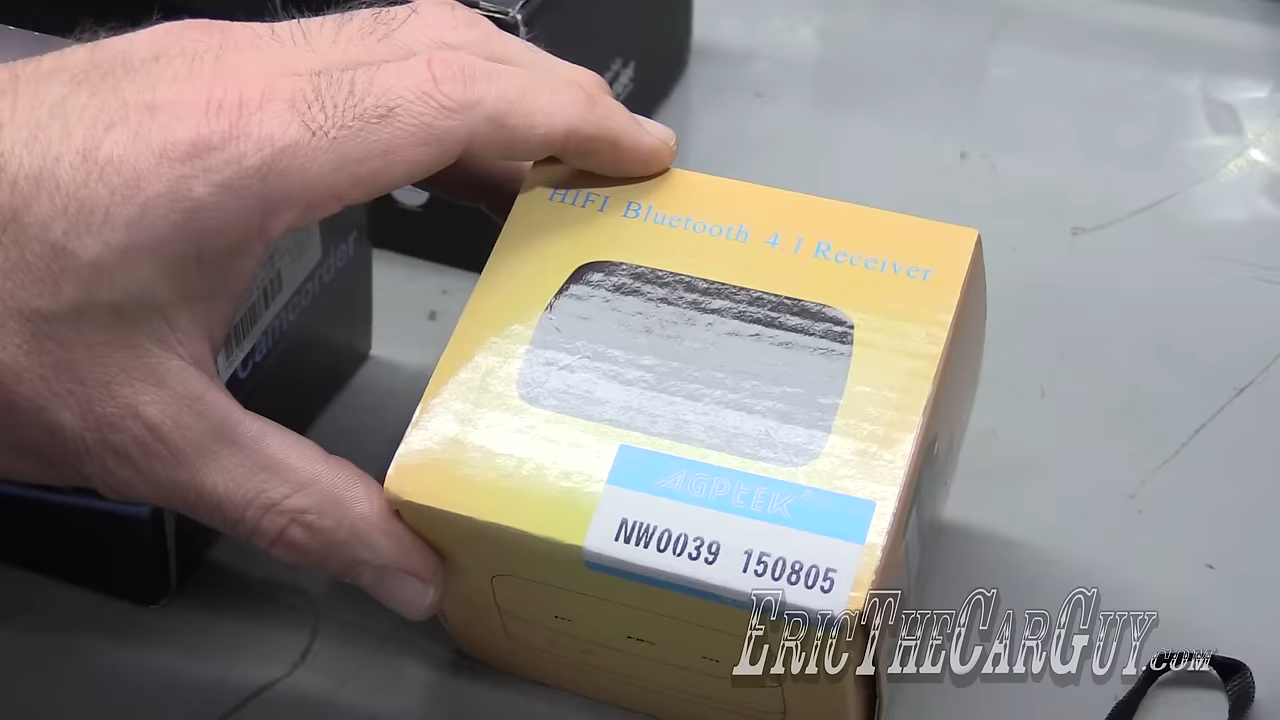 HIFI Bluetooth 4.1 Receiver
Camcorder
AGPtEK®
NW0039 150805
ERICTHECARGUY.COM